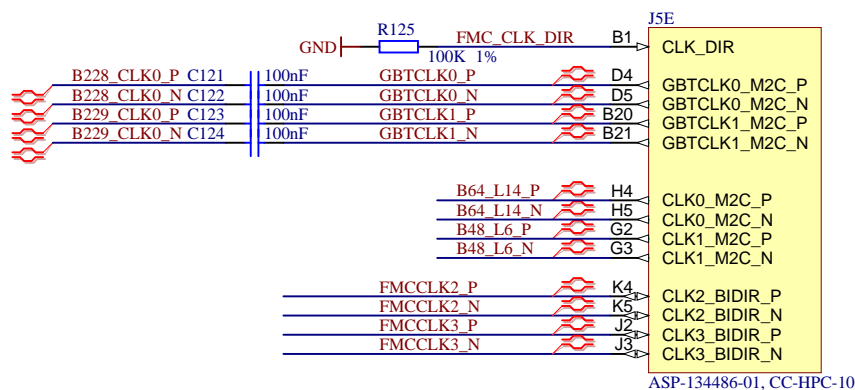 J5E
R125
GND FMC_CLK_DIR B1 CLK_DIR
100K 1%
B228_CLK0_P C121 100nF GBTCLK0_P D4 GBTCLK0_M2C_P
B228_CLK0_N C122 100nF GBTCLK0_N D5 GBTCLK0_M2C_N
B229_CLK0_P C123 100nF GBTCLK1_P B20 GBTCLK1_M2C_P
B229_CLK0_N C124 100nF GBTCLK1_N B21 GBTCLK1_M2C_N
B64_L14_P H4 CLK0_M2C_P
B64_L14_N H5 CLK0_M2C_N
B48_L6_P G2 CLK1_M2C_P
B48_L6_N G3 CLK1_M2C_N
FMCCLK2_P K4 CLK2_BIDIR_P
FMCCLK2_N K5 CLK2_BIDIR_N
FMCCLK3_P J2 CLK3_BIDIR_P
FMCCLK3_N J3 CLK3_BIDIR_N
ASP-134486-01, CC-HPC-10